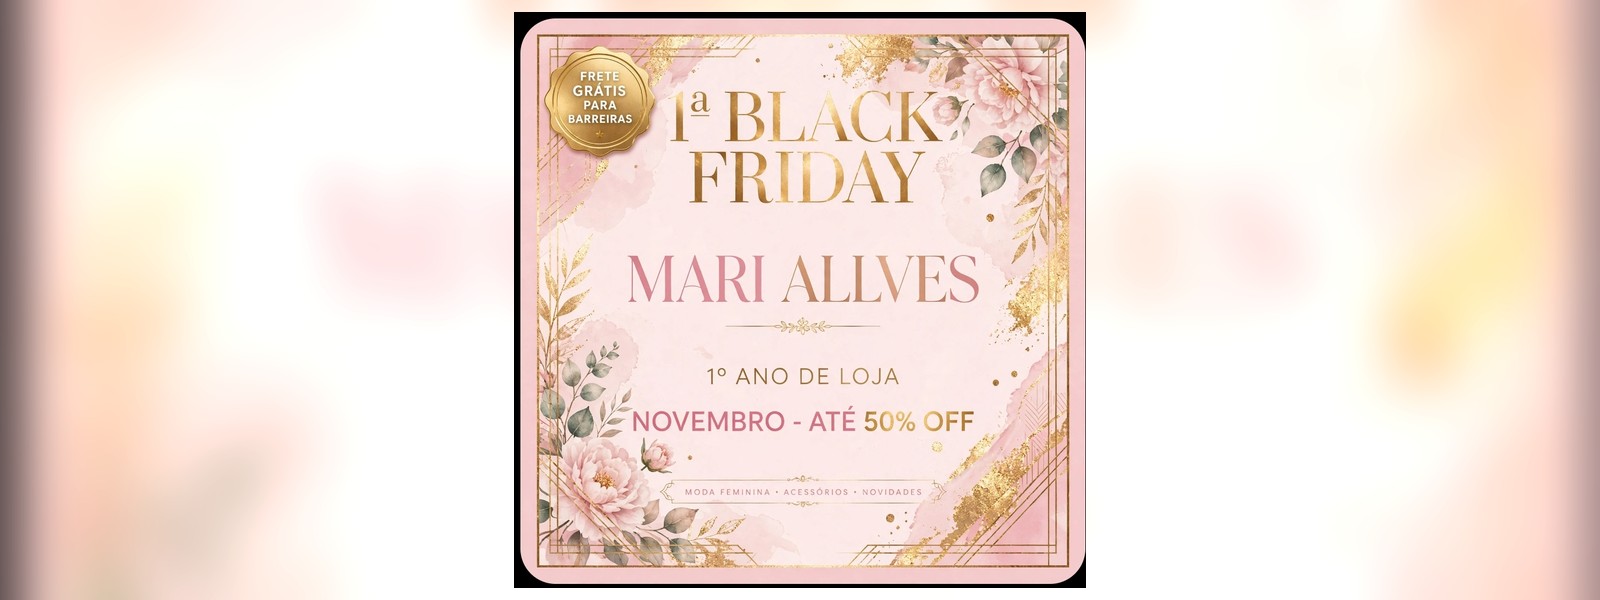 FRETE
GRÁTIS
PARA
BARREIRAS
1ª BLACK
FRIDAY
MARI ALLVES
1º ANO DE LOJA
NOVEMBRO - ATÉ 50% OFF
MODA FEMININA • ACESSÓRIOS • NOVIDADES